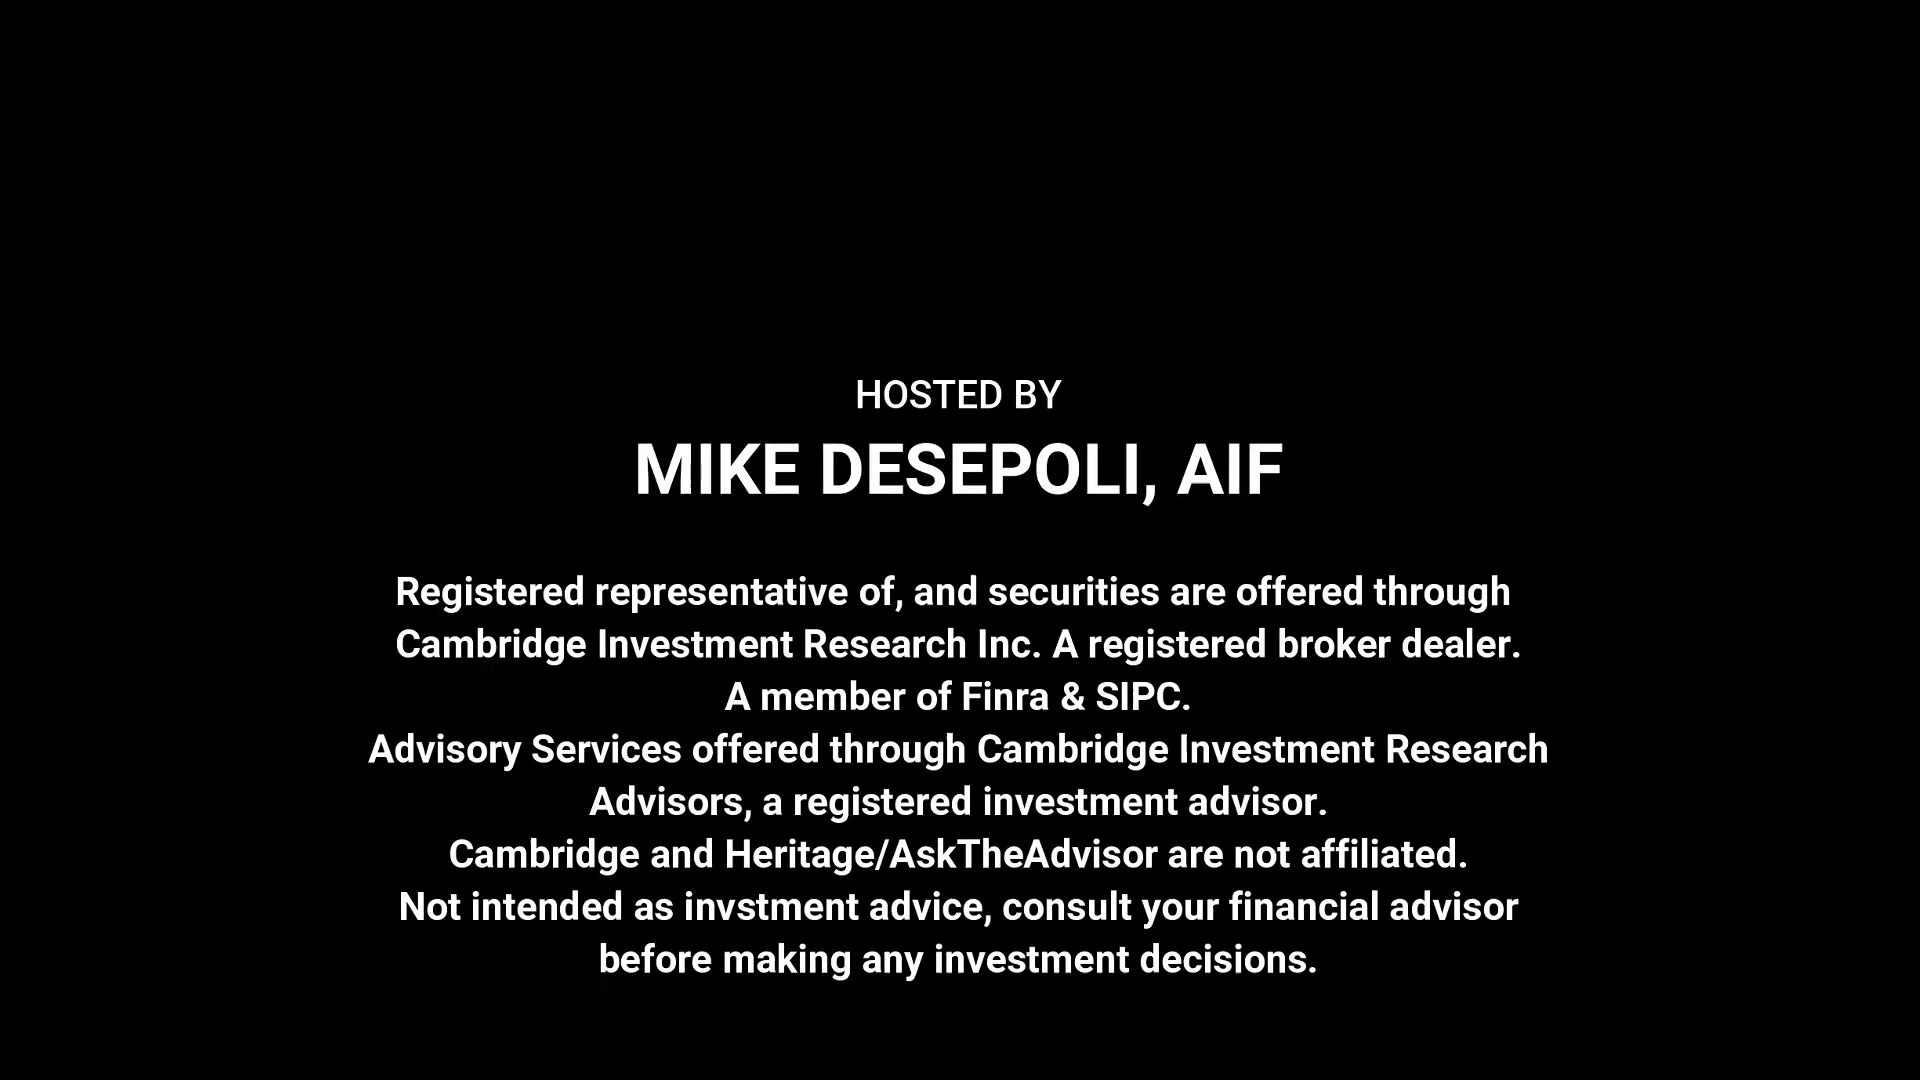 HOSTED BY
MIKE DESEPOLI, AIF
Registered representative of, and securities are offered through
Cambridge Investment Research Inc. A registered broker dealer.
A member of Finra & SIPC.
Advisory Services offered through Cambridge Investment Research
Advisors, a registered investment advisor.
Cambridge and Heritage/AskTheAdvisor are not affiliated.
Not intended as invstment advice, consult your financial advisor
before making any investment decisions.